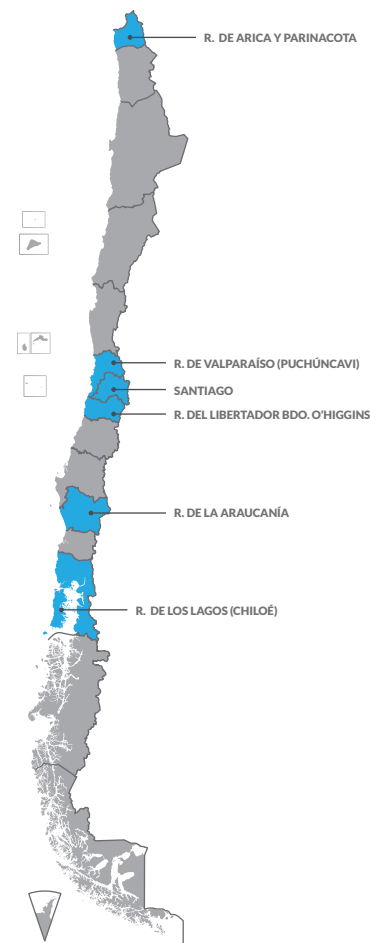 R. DE ARICA Y PARINACOTA
R. DE VALPARAÍSO (PUCHÚNCAVI)
SANTIAGO
R. DEL LIBERTADOR BDO. O'HIGGINS
R. DE LA ARAUCANÍA
R. DE LOS LAGOS (CHILOÉ)